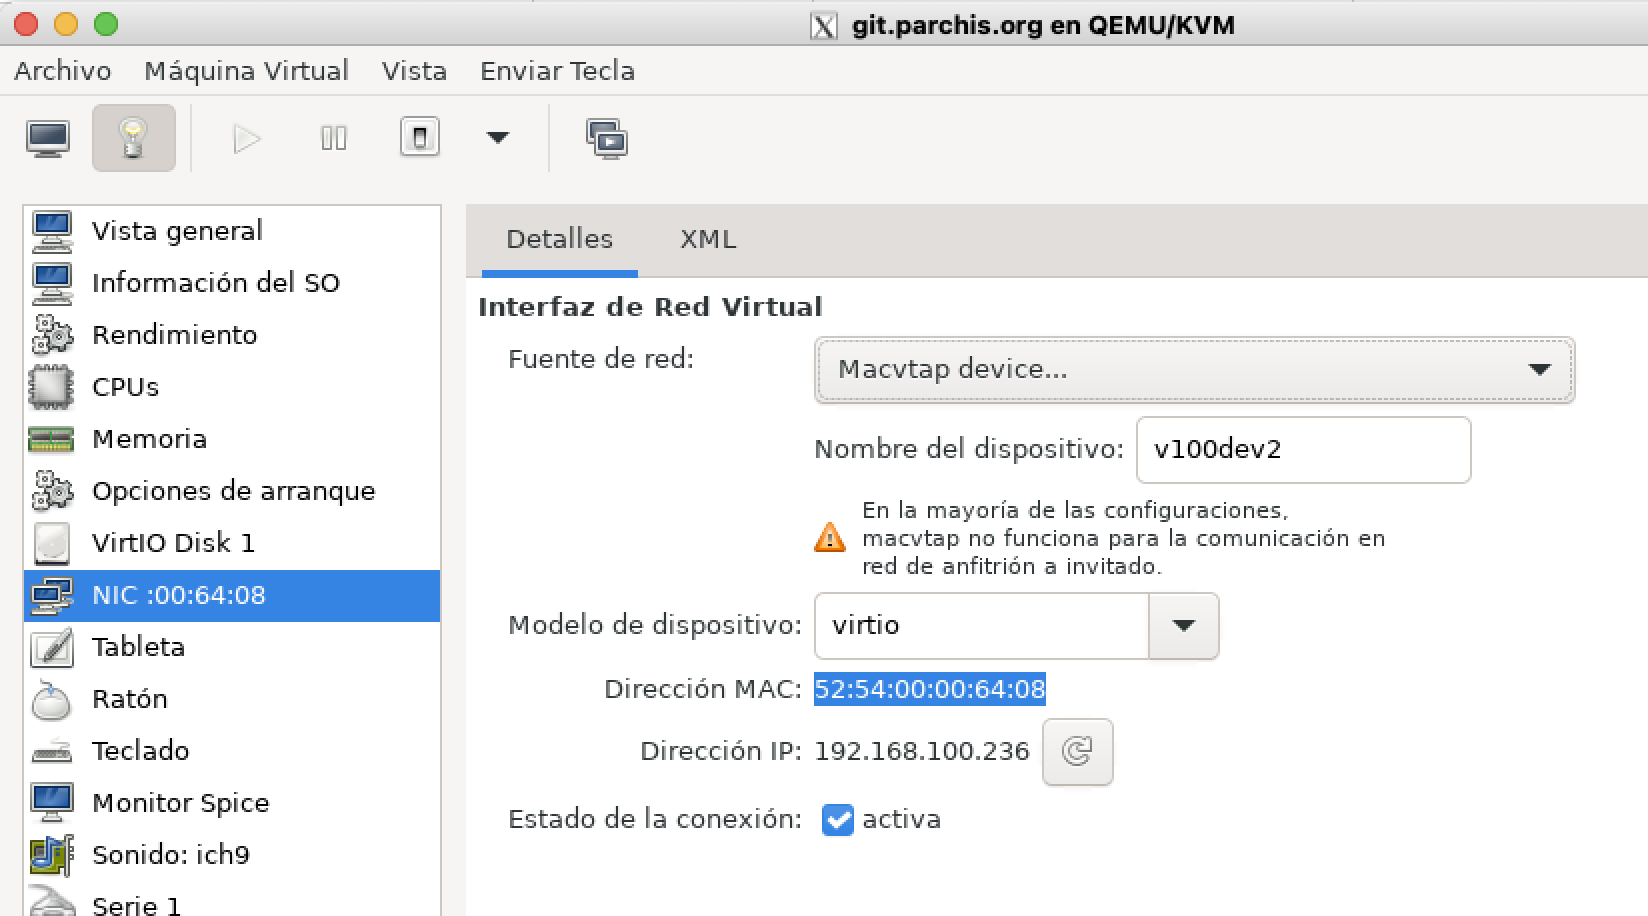 git.parchis.org en QEMU/KVM
Archivo Máquina Virtual Vista Enviar Tecla
Vista general
Información del SO
Rendimiento
CPUs
Memoria
Opciones de arranque
VirtIO Disk 1
NIC :00:64:08
Tableta
Ratón
Teclado
Monitor Spice
Sonido: ich9
Serie 1
Detalles XML
Interfaz de Red Virtual
Fuente de red: Macvtap device...
Nombre del dispositivo: v100dev2
En la mayoría de las configuraciones,
macvtap no funciona para la comunicación en
red de anfitrión a invitado.
Modelo de dispositivo: virtio
Dirección MAC: 52:54:00:00:64:08
Dirección IP: 192.168.100.236
Estado de la conexión: activa